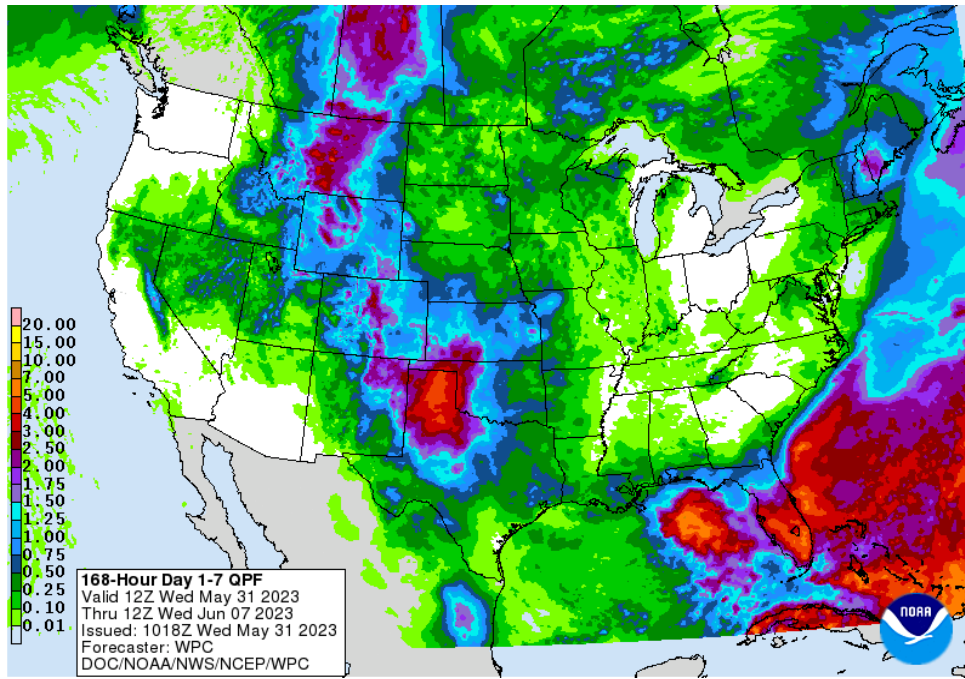 20.00
15.00
10.00
7.00
5.00
4.00
3.00
2.50
2.00
1.75
1.50
1.25
1.00
0.75
0.50
0.25
0.10
0.01
168-Hour Day 1-7 QPF
Valid 12Z Wed May 31 2023
Thru 12Z Wed Jun 07 2023
Issued: 1018Z Wed May 31 2023
Forecaster: WPC
DOC/NOAA/NWS/NCEP/WPC
NOAA